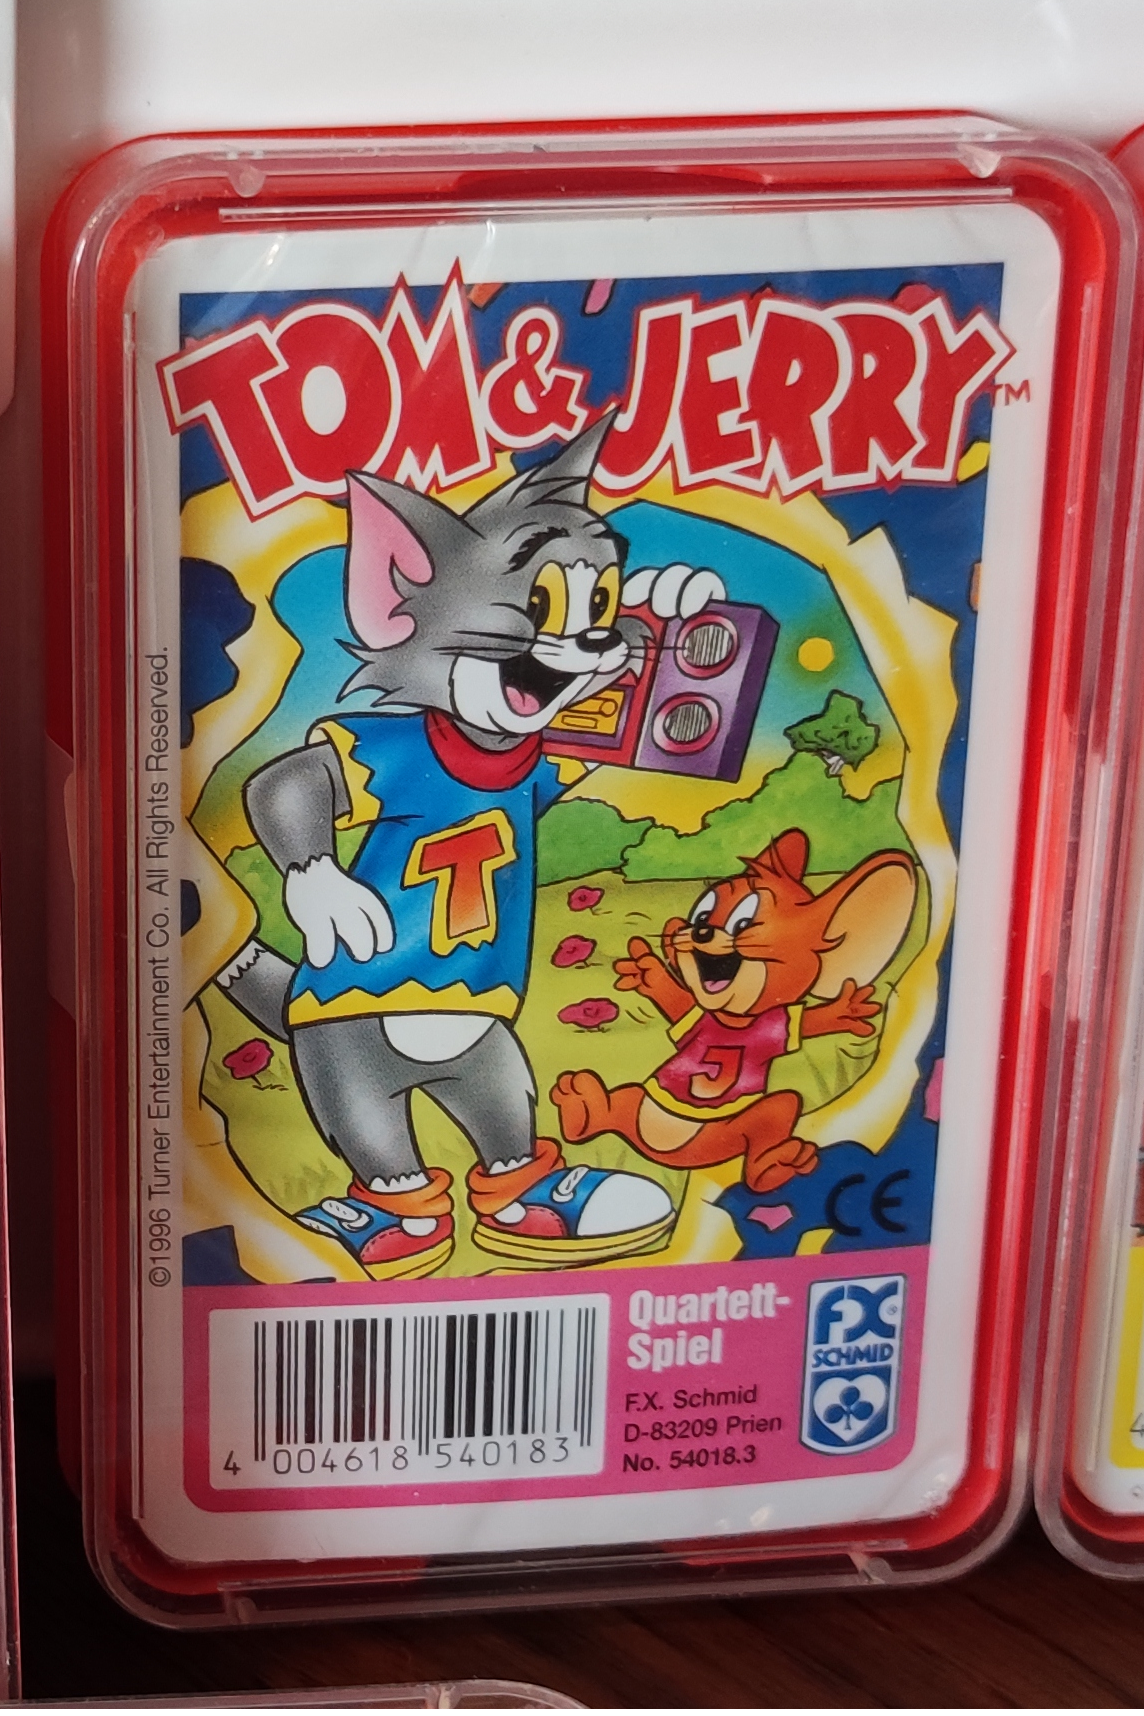 TOM & JERRY™
©1996 Turner Entertainment Co. All Rights Reserved.
T
J
CE
Quartett-
Spiel
F.X. Schmid
D-83209 Prien
No. 54018.3
FX®
SCHMID
4 004618 540183